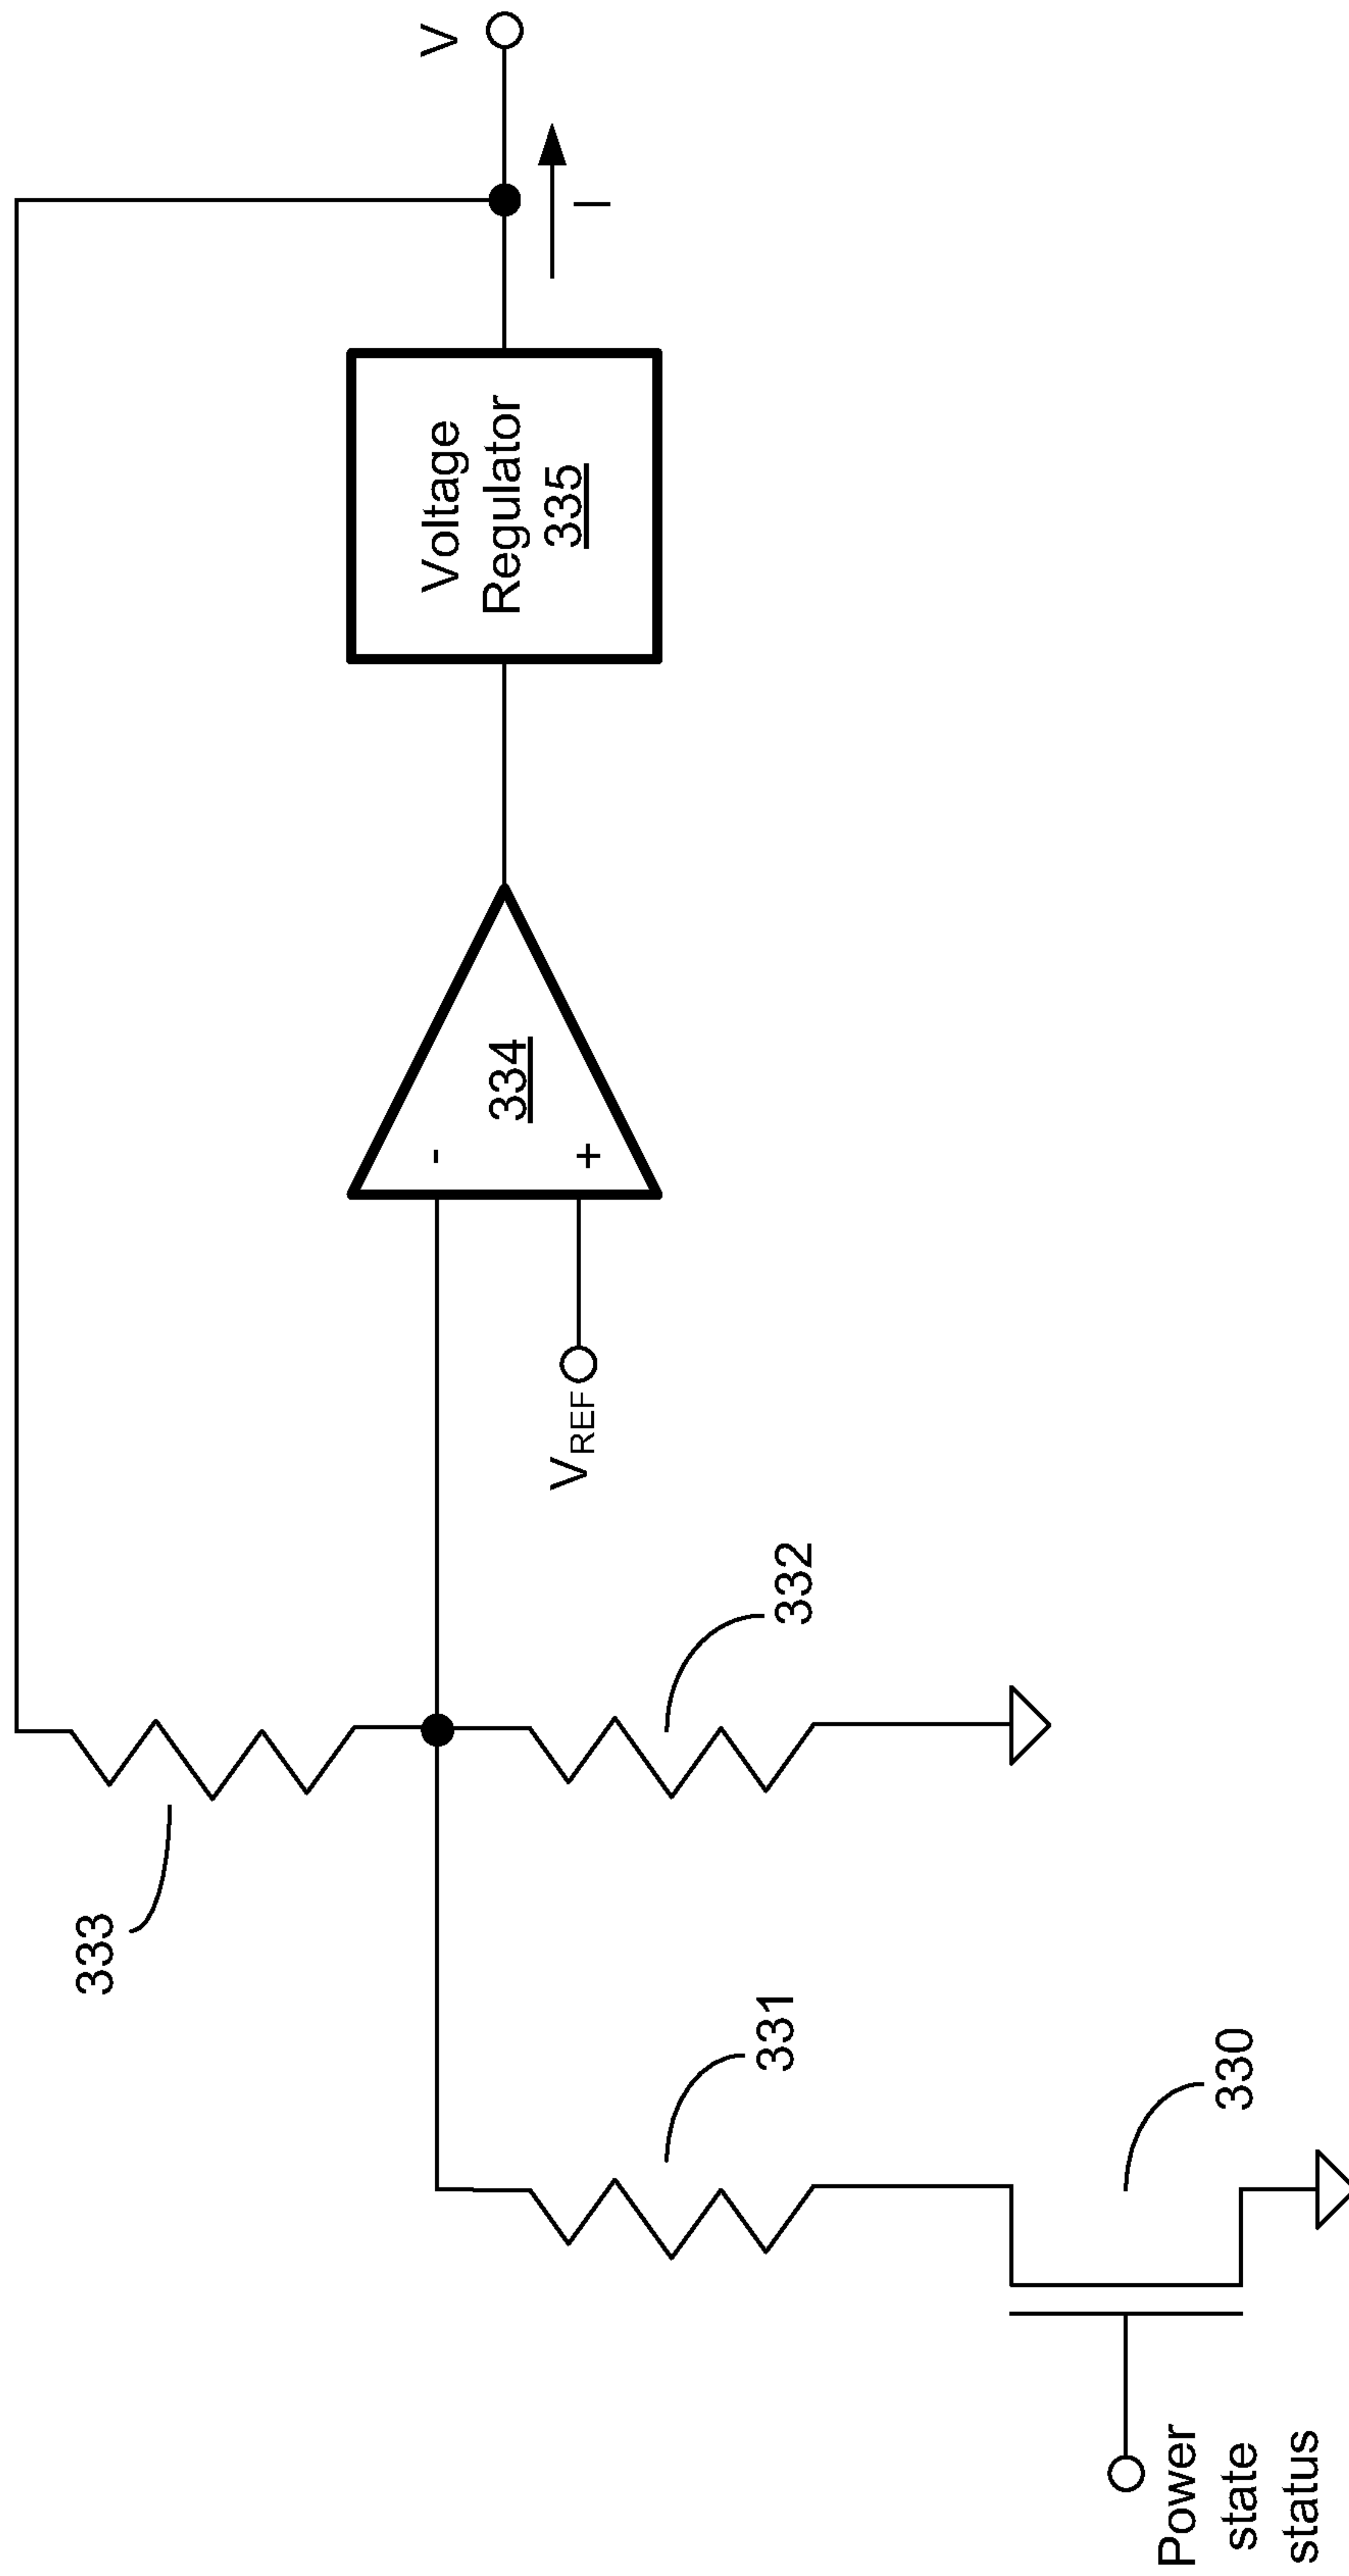 333
V
Voltage
Regulator
335
I
334
-
+
VREF
332
331
330
Power
state
status